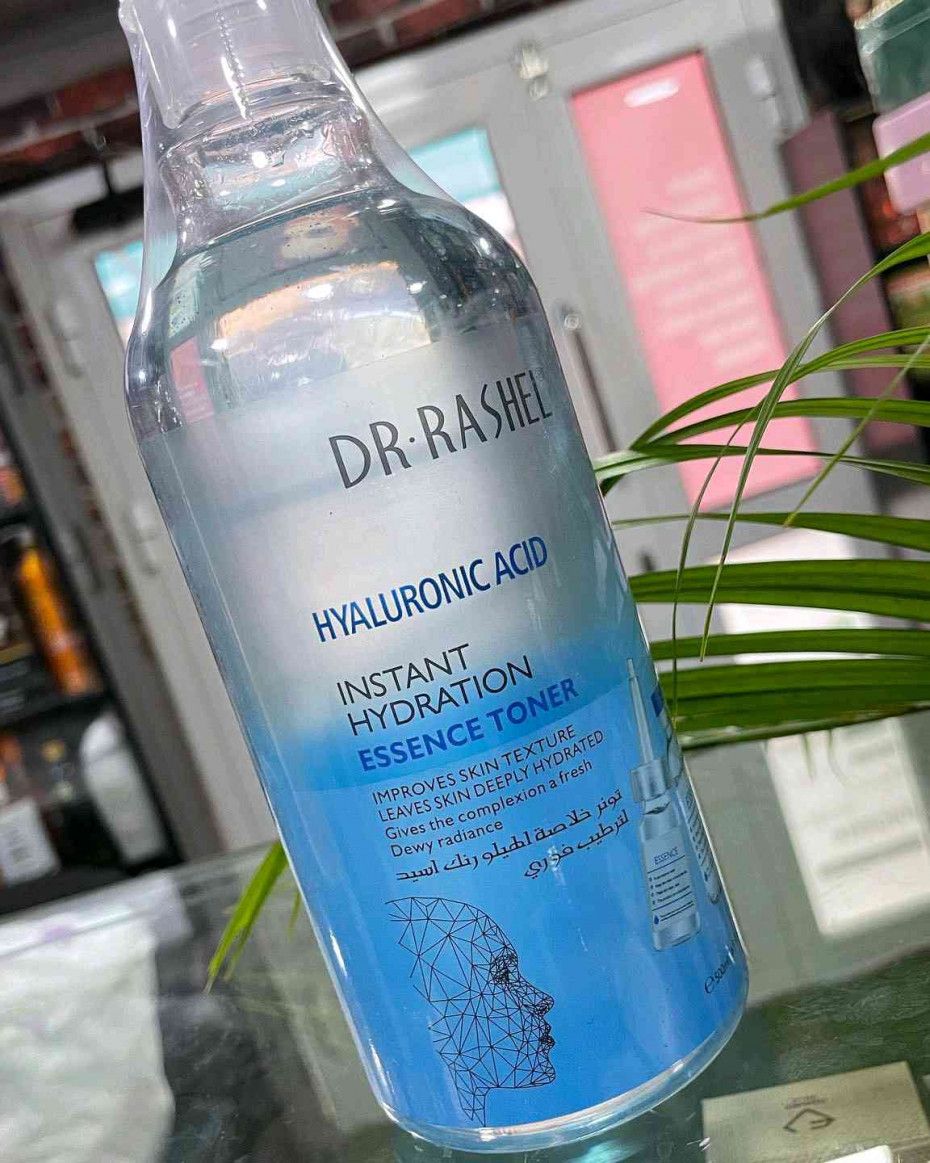 DR·RASHEL
HYALURONIC ACID
INSTANT
HYDRATION
ESSENCE TONER
IMPROVES SKIN TEXTURE
LEAVES SKIN DEEPLY HYDRATED
Gives the complexion a fresh
Dewy radiance
تونر خلاصة لهيلورنك اسيد
لترطيب فوري
ESSENCE